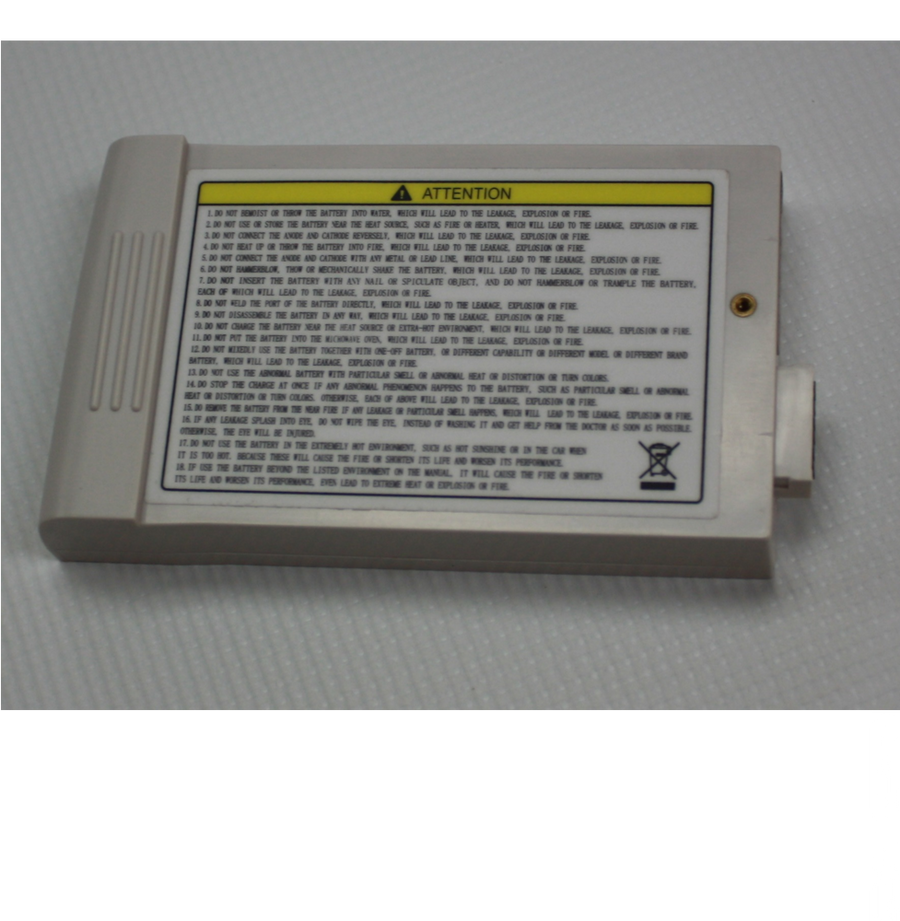 ATTENTION
1. DO NOT HEMOIST OR THROW THE BATTERY INTO WATER, WHICH WILL LEAD TO THE LEAKAGE, EXPLOSION OR FIRE.
2. DO NOT USE OR STORE THE BATTERY NEAR THE HEAT SOURCE, SUCH AS FIRE OR HEATER, WHICH WILL LEAD TO THE LEAKAGE, EXPLOSION OR FIRE.
3. DO NOT CONNECT THE ANODE AND CATHODE REVERSELY, WHICH WILL LEAD TO THE LEAKAGE, EXPLOSION OR FIRE.
4. DO NOT HEAT UP OR THROW THE BATTERY INTO FIRE, WHICH WILL LEAD TO THE LEAKAGE, EXPLOSION OR FIRE.
5. DO NOT CONNECT THE ANODE AND CATHODE WITH ANY METAL OR LEAD LINE, WHICH WILL LEAD TO THE LEAKAGE, EXPLOSION OR FIRE.
6. DO NOT HAMMERBLOW, THOW OR MECHANICALLY SHAKE THE BATTERY, WHICH WILL LEAD TO THE LEAKAGE, EXPLOSION OR FIRE.
7. DO NOT INSERT THE BATTERY WITH ANY NAIL OR SPICULATE OBJECT, AND DO NOT HAMMERBLOW OR TRAMPLE THE BATTERY,
EACH OF WHICH WILL LEAD TO THE LEAKAGE, EXPLOSION OR FIRE.
8. DO NOT WELD THE PORT OF THE BATTERY DIRECTLY, WHICH WILL LEAD TO THE LEAKAGE, EXPLOSION OR FIRE.
9. DO NOT DISASSEMBLE THE BATTERY IN ANY WAY, WHICH WILL LEAD TO THE LEAKAGE, EXPLOSION OR FIRE.
10. DO NOT CHARGE THE BATTERY NEAR THE HEAT SOURCE OR EXTRA-HOT ENVIRONMENT, WHICH WILL LEAD TO THE LEAKAGE, EXPLOSION OR FIRE.
11. DO NOT PUT THE BATTERY INTO THE MICROWAVE OVEN, WHICH WILL LEAD TO THE LEAKAGE, EXPLOSION OR FIRE.
12. DO NOT MIXEDLY USE THE BATTERY TOGETHER WITH ONE-OFF BATTERY, OR DIFFERENT CAPABILITY OR DIFFERENT MODEL OR DIFFERENT BRAND
BATTERY, WHICH WILL LEAD TO THE LEAKAGE, EXPLOSION OR FIRE.
13. DO NOT USE THE ABNORMAL BATTERY WITH PARTICULAR SMELL OR ABNORMAL HEAT OR DISTORTION OR TURN COLORS.
14. DO STOP THE CHARGE AT ONCE IF ANY ABNORMAL PHENOMENON HAPPENS TO THE BATTERY, SUCH AS PARTICULAR SMELL OR ABNORMAL
HEAT OR DISTORTION OR TURN COLORS. OTHERWISE, EACH OF ABOVE WILL LEAD TO THE LEAKAGE, EXPLOSION OR FIRE.
15. DO REMOVE THE BATTERY FROM THE NEAR FIRE IF ANY LEAKAGE OR PARTICULAR SMELL HAPPENS, WHICH WILL LEAD TO THE LEAKAGE, EXPLOSION OR FIRE.
16. IF ANY LEAKAGE SPLASH INTO EYE, DO NOT WIPE THE EYE, INSTEAD OF WASHING IT AND GET HELP FROM THE DOCTOR AS SOON AS POSSIBLE.
OTHERWISE, THE EYE WILL BE INJURED.
17. DO NOT USE THE BATTERY IN THE EXTREMELY HOT ENVIRONMENT, SUCH AS HOT SUNSHINE OR IN THE CAR WHEN
IT IS TOO HOT. BECAUSE THESE WILL CAUSE THE FIRE OR SHORTEN ITS LIFE AND WORSEN ITS PERFORMANCE.
18. IF USE THE BATTERY BEYOND THE LISTED ENVIRONMENT ON THE MANUAL, IT WILL CAUSE THE FIRE OR SHORTEN
ITS LIFE AND WORSEN ITS PERFORMANCE, EVEN LEAD TO EXTREME HEAT OR EXPLOSION OR FIRE.